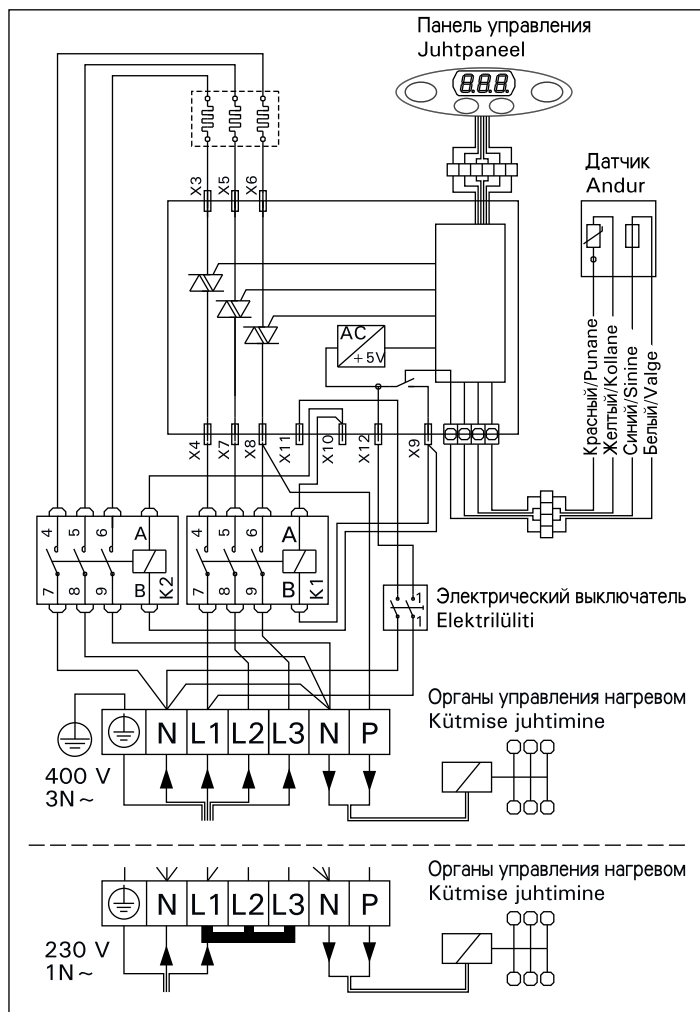 Панель управления
Juhtpaneel
8.8.8.
Датчик
Andur
X3
X5
X6
AC
+5V
Красный/Punane
Желтый/Kollane
Синий/Sinine
Белый/Valge
X4
X7
X8
X11
X10
X12
X9
4 5 6 A
7 8 9 B K2
4 5 6 A
7 8 9 B K1
1
1
Электрический выключатель
Elektrilüliti
Органы управления нагревом
Kütmise juhtimine
N L1 L2 L3 N P
400 V
3N~
Органы управления нагревом
Kütmise juhtimine
N L1 L2 L3 N P
230 V
1N~